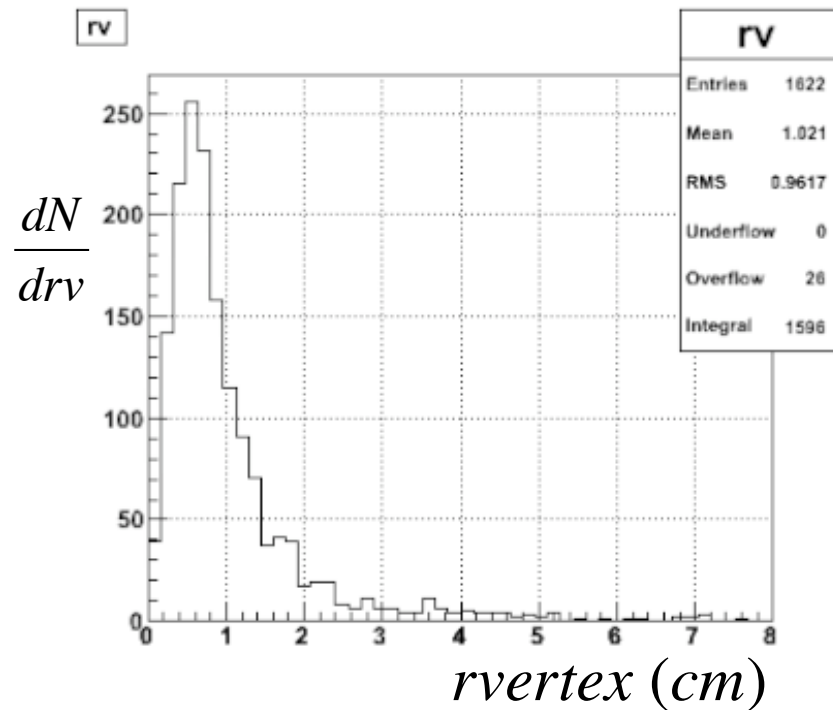 rv
rv
Entries 1622
Mean 1.021
RMS 0.9617
Underflow 0
Overflow 26
Integral 1596
dN
drv
250
200
150
100
50
0
0 1 2 3 4 5 6 7 8
rvertex (cm)